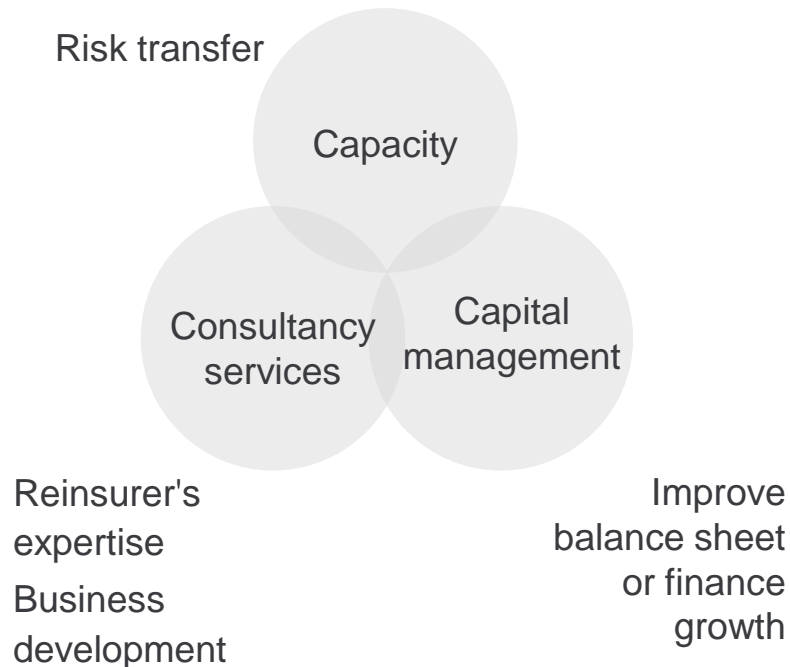 Risk transfer
Capacity
Consultancy
services
Capital
management
Reinsurer's
expertise
Business
development
Improve
balance sheet
or finance
growth